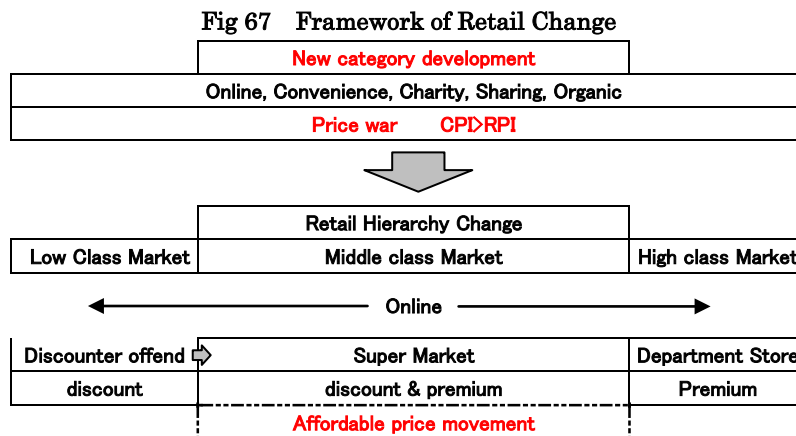 Fig 67 Framework of Retail Change
New category development
Online, Convenience, Charity, Sharing, Organic
Price war CPI>RPI
Retail Hierarchy Change
Low Class Market Middle class Market High class Market
Online
Discounter offend Super Market Department Store
discount discount & premium Premium
Affordable price movement